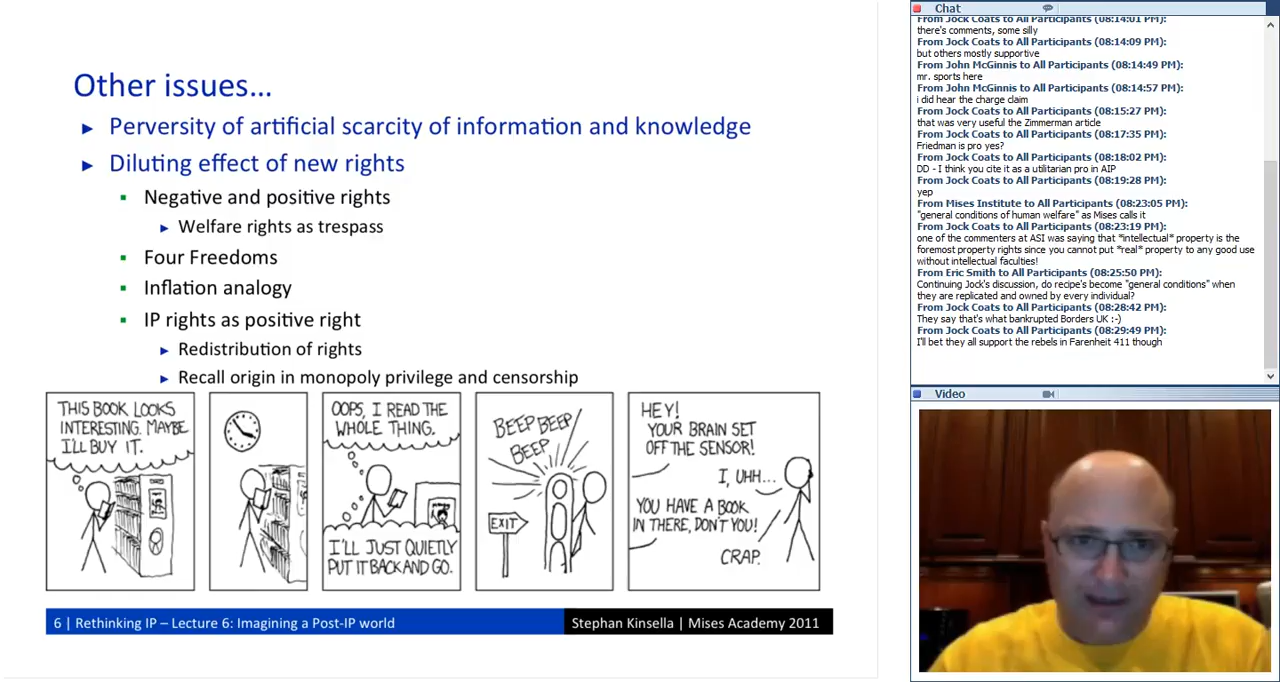 Other issues...
Perversity of artificial scarcity of information and knowledge
Diluting effect of new rights
Negative and positive rights
Welfare rights as trespass
Four Freedoms
Inflation analogy
IP rights as positive right
Redistribution of rights
Recall origin in monopoly privilege and censorship
THIS BOOK LOOKS
INTERESTING. MAYBE
I'LL BUY IT.
OOPS, I READ THE
WHOLE THING.
I'LL JUST QUIETLY
PUT IT BACK AND GO.
BEEP BEEP
BEEP
EXIT
HEY!
YOUR BRAIN SET
OFF THE SENSOR!
I, UHH...
YOU HAVE A BOOK
IN THERE, DON'T YOU!
CRAP.
6 | Rethinking IP – Lecture 6: Imagining a Post-IP world
Stephan Kinsella | Mises Academy 2011
Chat
From Jock Coats to All Participants (08:14:01 PM):
there's comments, some silly
From Jock Coats to All Participants (08:14:09 PM):
but others mostly supportive
From John McGinnis to All Participants (08:14:49 PM):
mr. sports here
From John McGinnis to All Participants (08:14:57 PM):
i did hear the charge claim
From Jock Coats to All Participants (08:15:27 PM):
that was very useful the Zimmerman article
From Jock Coats to All Participants (08:17:35 PM):
Friedman is pro yes?
From Jock Coats to All Participants (08:18:02 PM):
DD - I think you cite it as a utilitarian pro in AIP
From Jock Coats to All Participants (08:19:28 PM):
yep
From Mises Institute to All Participants (08:23:05 PM):
"general conditions of human welfare" as Mises calls it
From Jock Coats to All Participants (08:23:19 PM):
one of the commenters at ASI was saying that *intellectual* property is the
foremost property rights since you cannot put *real* property to any good use
without intellectual faculties!
From Eric Smith to All Participants (08:25:50 PM):
Continuing Jock's discussion, do recipe's become "general conditions" when
they are replicated and owned by every individual?
From Jock Coats to All Participants (08:28:42 PM):
They say that's what bankrupted Borders UK :-)
From Jock Coats to All Participants (08:29:49 PM):
I'll bet they all support the rebels in Farenheit 411 though
Video